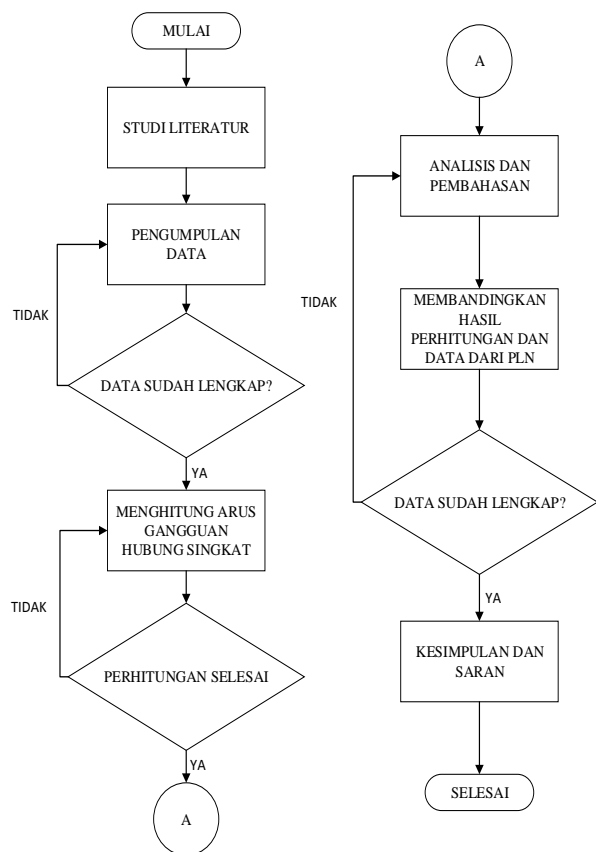 MULAI
STUDI LITERATUR
PENGUMPULAN
DATA
TIDAK
DATA SUDAH LENGKAP?
YA
MENGHITUNG ARUS
GANGGUAN
HUBUNG SINGKAT
TIDAK
PERHITUNGAN SELESAI
YA
A
A
ANALISIS DAN
PEMBAHASAN
TIDAK
MEMBANDINGKAN
HASIL
PERHITUNGAN DAN
DATA DARI PLN
DATA SUDAH LENGKAP?
YA
KESIMPULAN DAN
SARAN
SELESAI